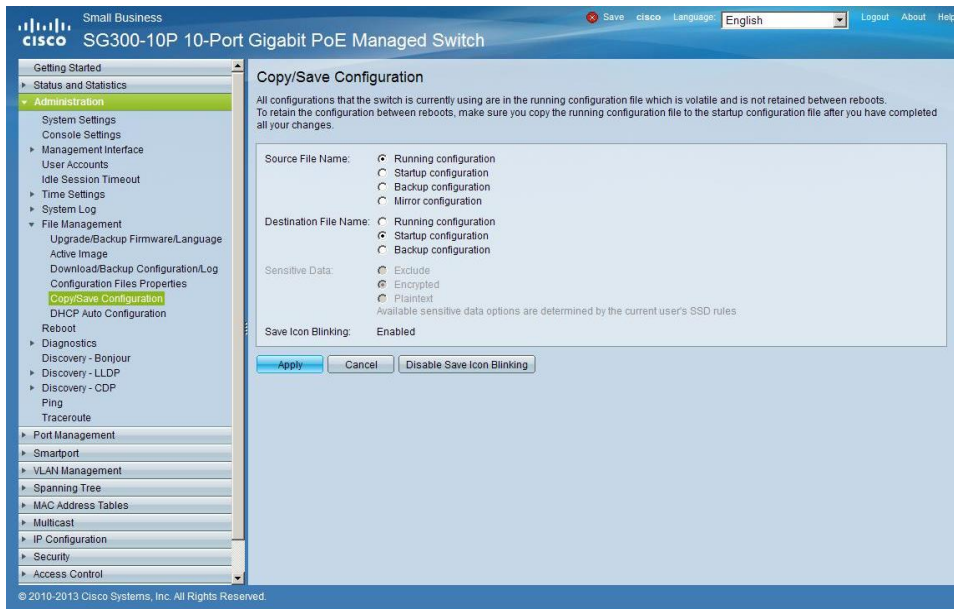 Small Business
Save cisco Language: English Logout About Help
cisco SG300-10P 10-Port Gigabit PoE Managed Switch
Getting Started
Status and Statistics
Administration
System Settings
Console Settings
Management Interface
User Accounts
Idle Session Timeout
Time Settings
System Log
File Management
Upgrade/Backup Firmware/Language
Active Image
Download/Backup Configuration/Log
Configuration Files Properties
Copy/Save Configuration
DHCP Auto Configuration
Reboot
Diagnostics
Discovery - Bonjour
Discovery - LLDP
Discovery - CDP
Ping
Traceroute
Port Management
Smartport
VLAN Management
Spanning Tree
MAC Address Tables
Multicast
IP Configuration
Security
Access Control
Copy/Save Configuration
All configurations that the switch is currently using are in the running configuration file which is volatile and is not retained between reboots.
To retain the configuration between reboots, make sure you copy the running configuration file to the startup configuration file after you have completed
all your changes.
Source File Name: Running configuration
Startup configuration
Backup configuration
Mirror configuration
Destination File Name: Running configuration
Startup configuration
Backup configuration
Sensitive Data: Exclude
Encrypted
Plaintext
Available sensitive data options are determined by the current user's SSD rules
Save Icon Blinking: Enabled
Apply Cancel Disable Save Icon Blinking
© 2010-2013 Cisco Systems, Inc. All Rights Reserved.